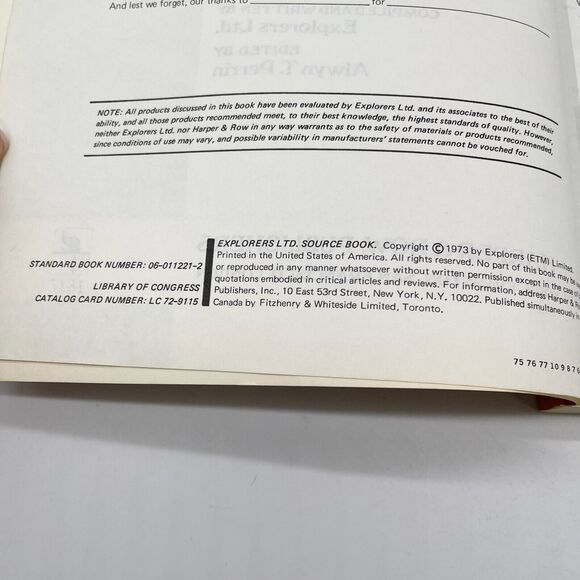 And lest we forget, our thanks to for
NOTE: All products discussed in this book have been evaluated by Explorers Ltd. and its associates to the best of their
ability, and all those products recommended meet, to their best knowledge, the highest standards of quality. However,
neither Explorers Ltd. nor Harper & Row in any way warrants as to the safety of materials or products recommended,
since conditions of use may vary, and possible variability in manufacturers' statements cannot be vouched for.
STANDARD BOOK NUMBER: 06-011221-2
LIBRARY OF CONGRESS
CATALOG CARD NUMBER: LC 72-9115
EXPLORERS LTD. SOURCE BOOK. Copyright © 1973 by Explorers (ETM) Limited.
Printed in the United States of America. All rights reserved. No part of this book may be
or reproduced in any manner whatsoever without written permission except in the case of
quotations embodied in critical articles and reviews. For information, address Harper &
Publishers, Inc., 10 East 53rd Street, New York, N.Y. 10022. Published simultaneously in
Canada by Fitzhenry & Whiteside Limited, Toronto.
75 76 77 10 9 8 7 6